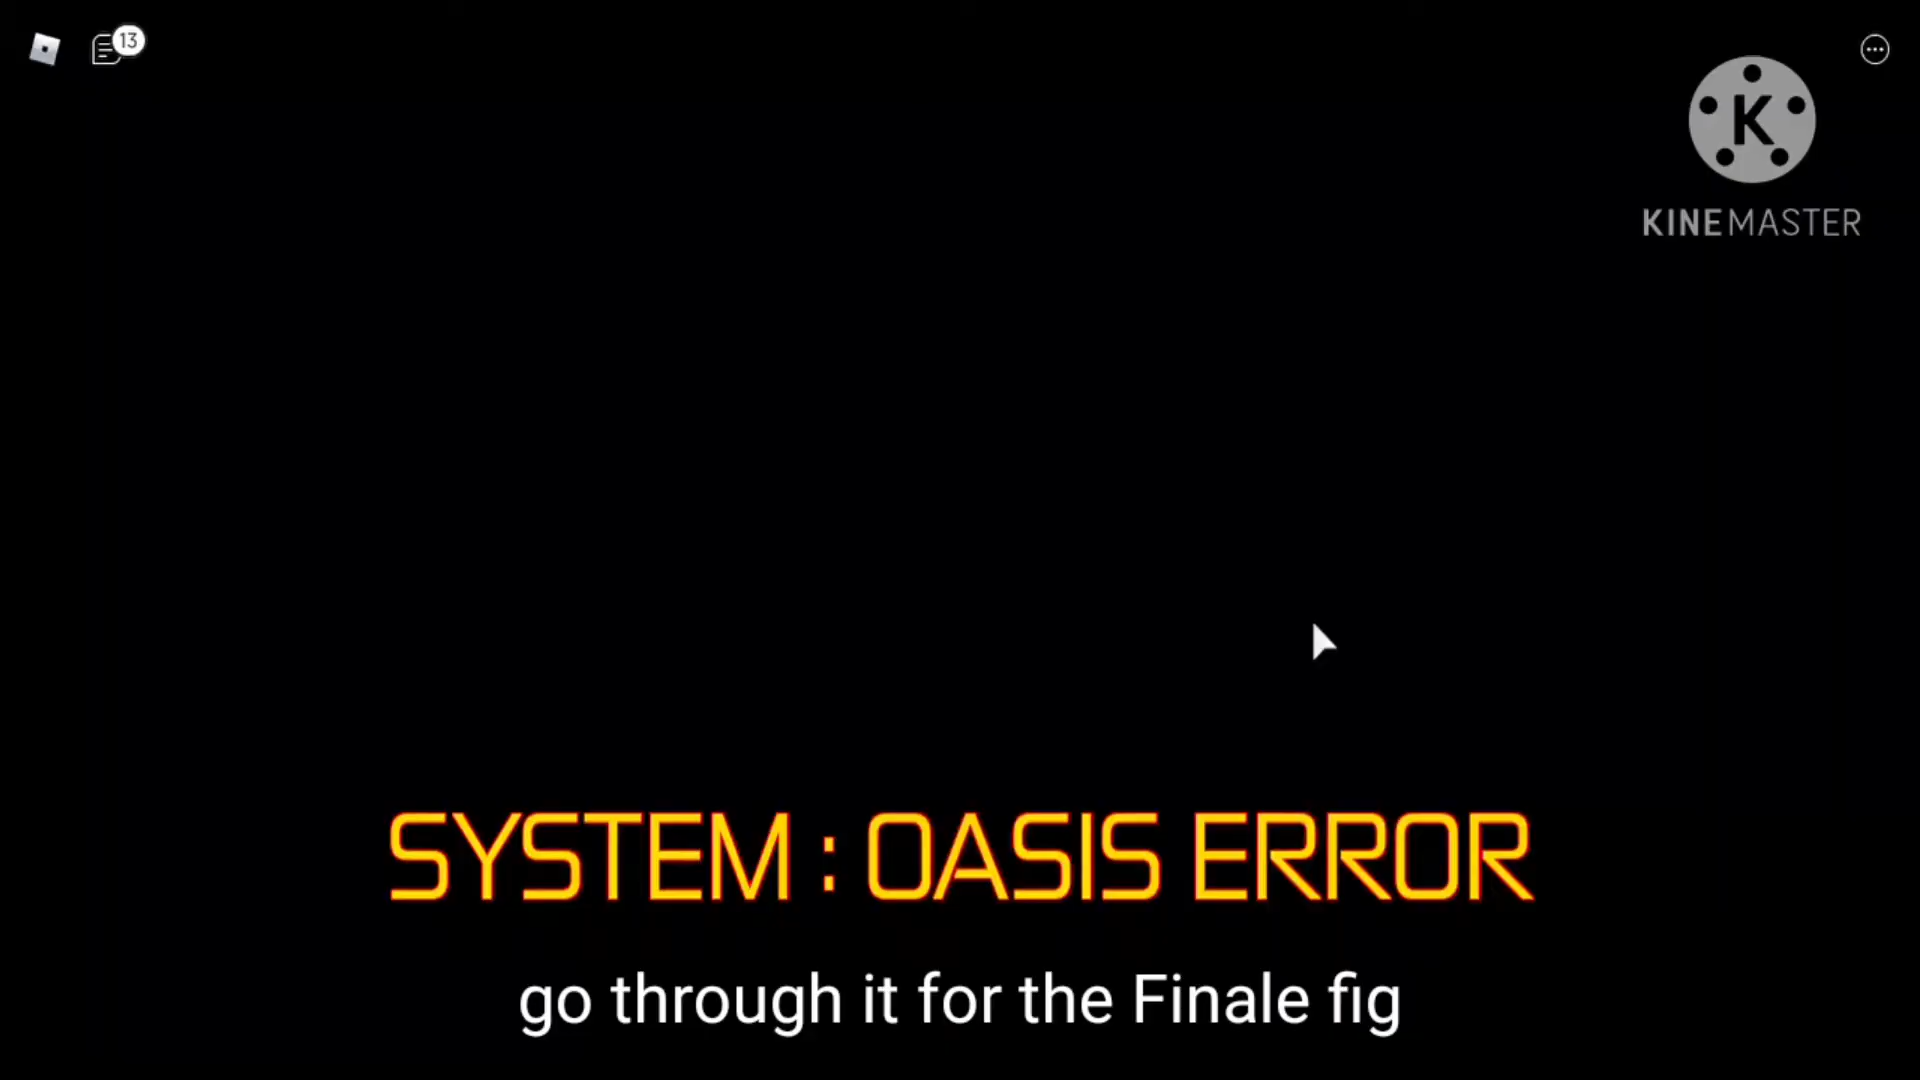 13
K
KINEMASTER
SYSTEM : OASIS ERROR
go through it for the Finale fig